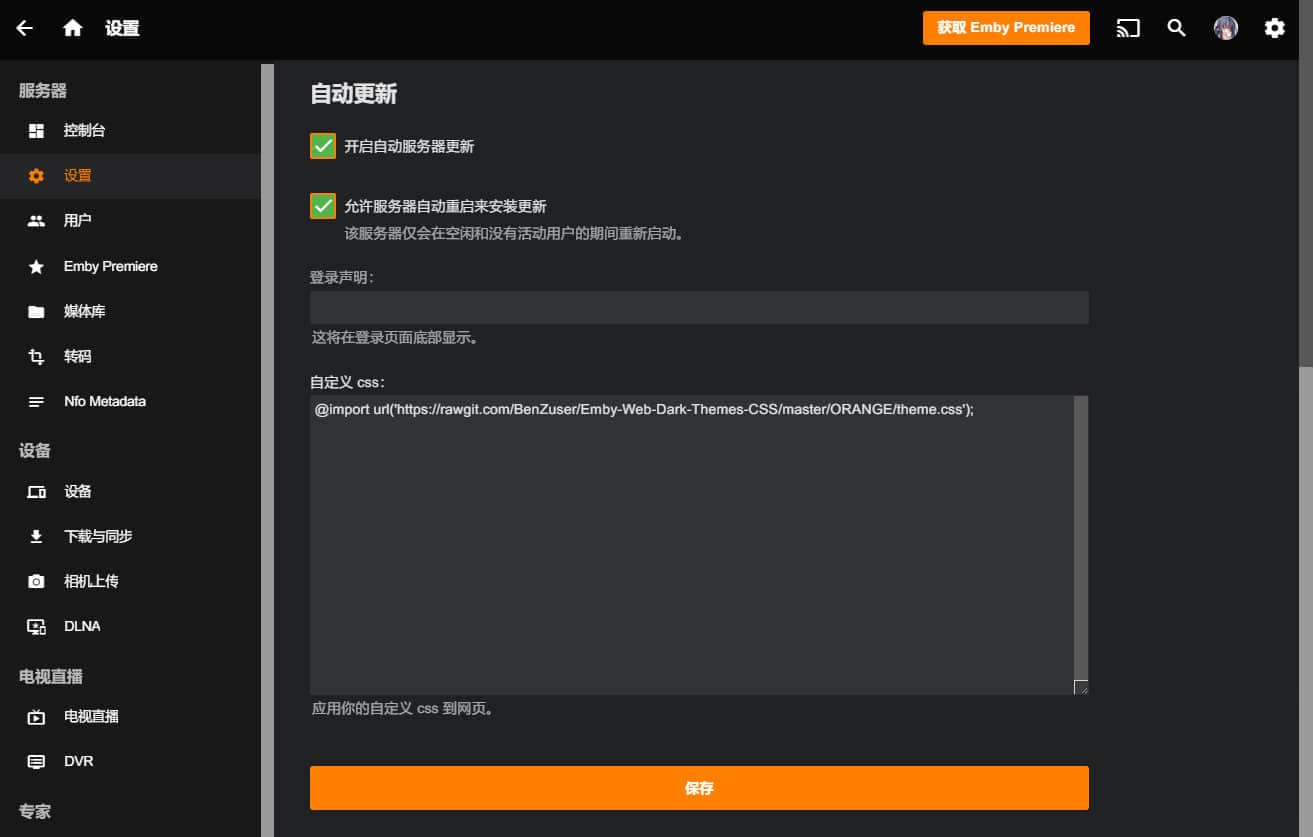 设置
获取 Emby Premiere
服务器
控制台
设置
用户
Emby Premiere
媒体库
转码
Nfo Metadata
设备
设备
下载与同步
相机上传
DLNA
电视直播
电视直播
DVR
专家
自动更新
开启自动服务器更新
允许服务器自动重启来安装更新
该服务器仅会在空闲和没有活动用户的期间重新启动。
登录声明:
这将在登录页面底部显示。
自定义 css:
@import url('https://rawgit.com/BenZuser/Emby-Web-Dark-Themes-CSS/master/ORANGE/theme.css');
应用你的自定义 css 到网页。
保存